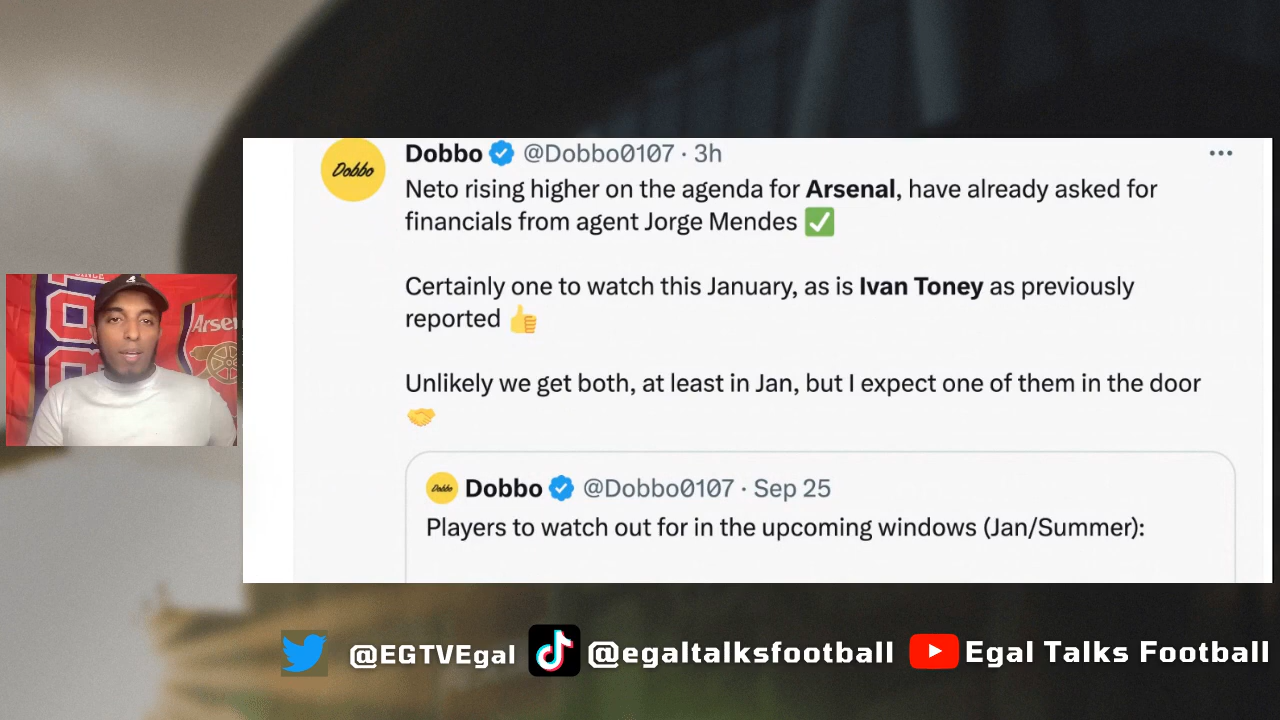 Dobbo @Dobbo0107 · 3h
Dobbo
Neto rising higher on the agenda for Arsenal, have already asked for
financials from agent Jorge Mendes ✅
Certainly one to watch this January, as is Ivan Toney as previously
reported 👍
Unlikely we get both, at least in Jan, but I expect one of them in the door
🤝
Dobbo
Dobbo @Dobbo0107 · Sep 25
Players to watch out for in the upcoming windows (Jan/Summer):
Arsen
@EGTVEgal
@egaltalksfootball
Egal Talks Football